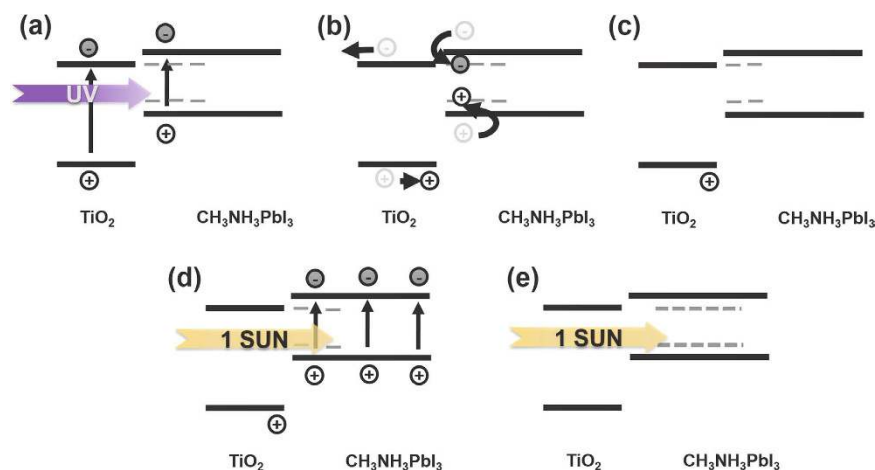 (a)
(b)
(c)
UV
TiO₂ CH₃NH₃PbI₃
TiO₂ CH₃NH₃PbI₃
TiO₂ CH₃NH₃PbI₃
(d)
(e)
1 SUN
1 SUN
TiO₂ CH₃NH₃PbI₃
TiO₂ CH₃NH₃PbI₃